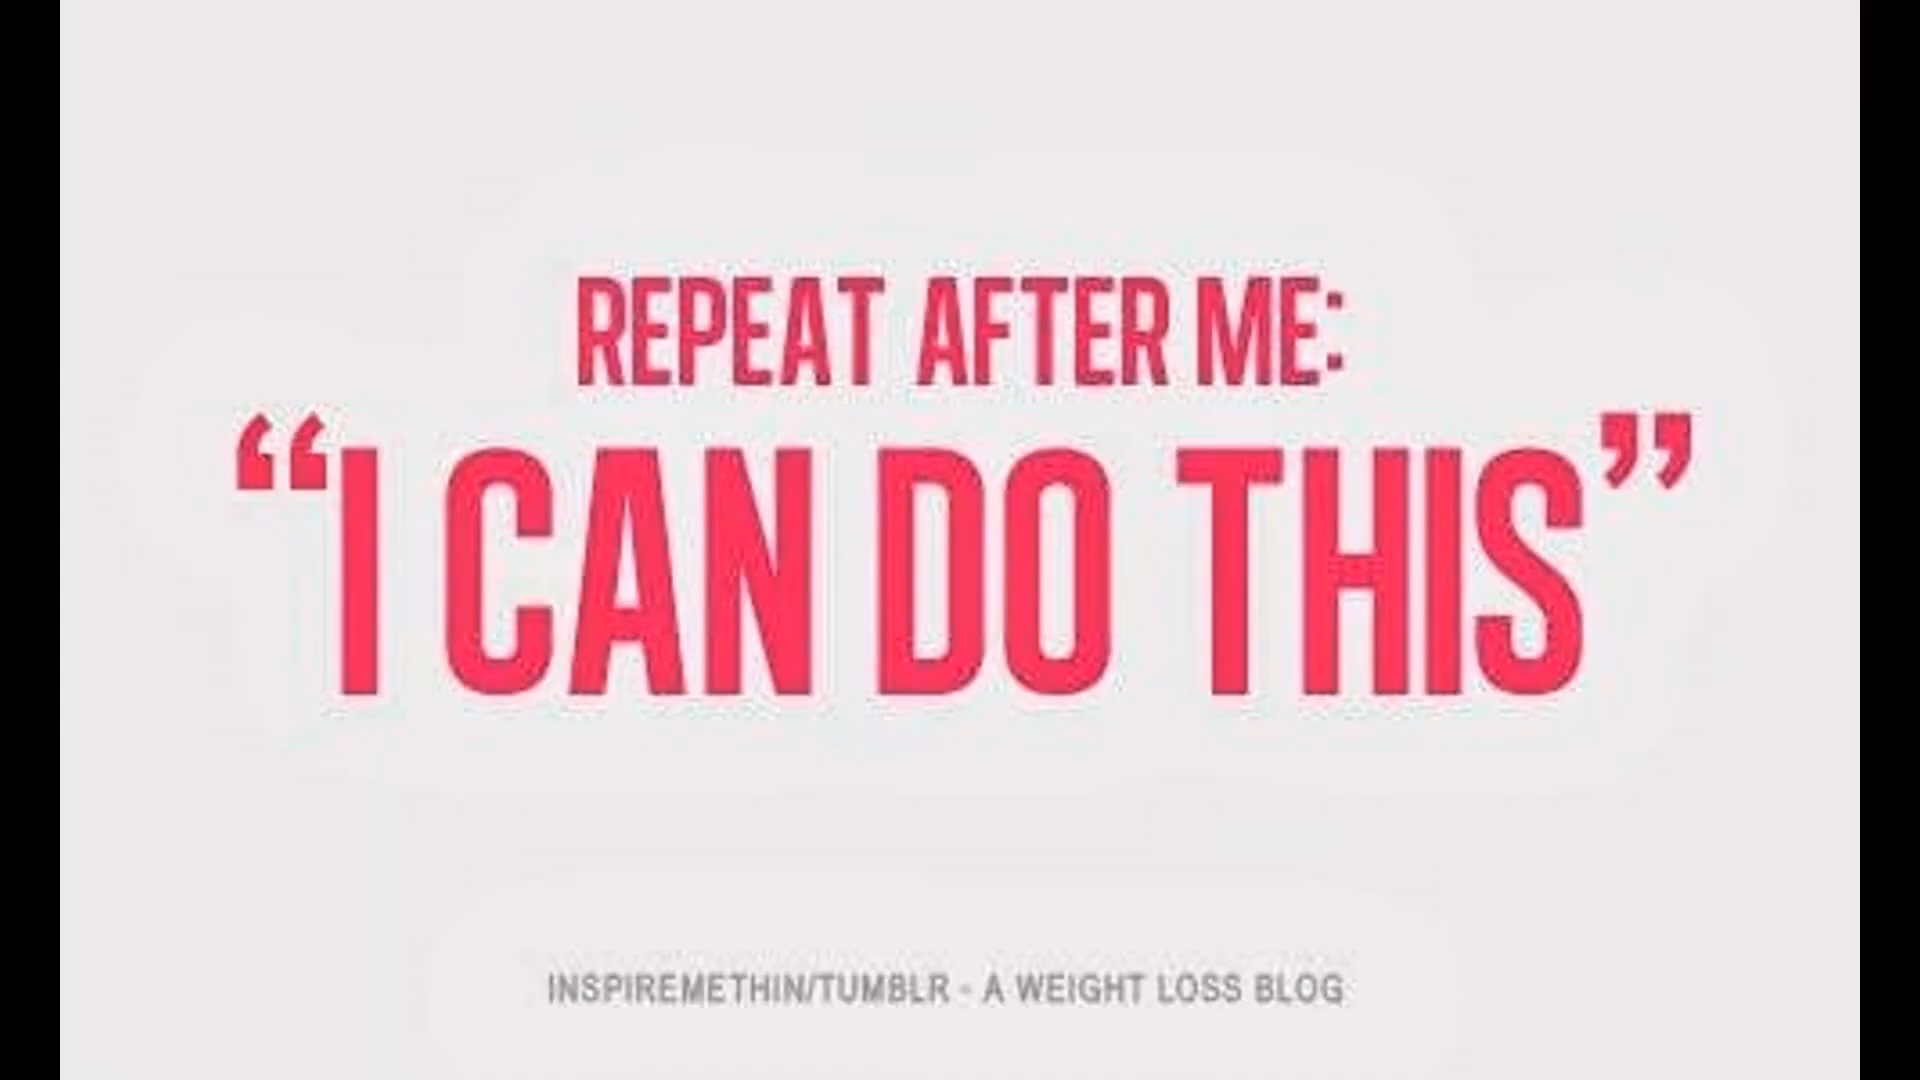 REPEAT AFTER ME:
“I CAN DO THIS”
INSPIREMETHIN/TUMBLR - A WEIGHT LOSS BLOG